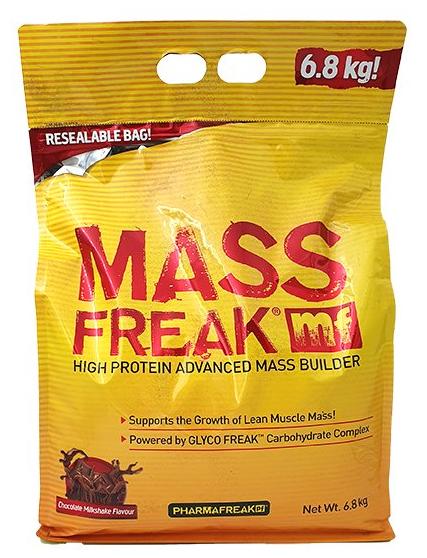 6.8 kg!
RESEALABLE BAG!
MASS
FREAK® mf
HIGH PROTEIN ADVANCED MASS BUILDER
Supports the Growth of Lean Muscle Mass!
Powered by GLYCO FREAK™ Carbohydrate Complex
Chocolate Milkshake Flavour
PHARMAFREAK pf
Net Wt. 6.8 kg